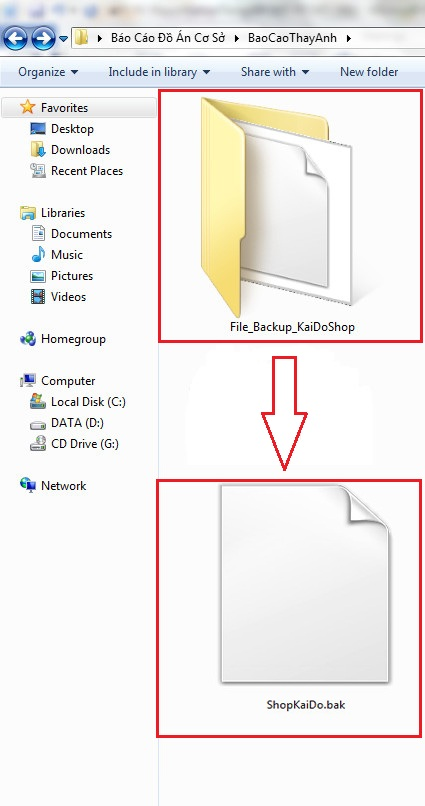 Báo Cáo Đồ Án Cơ Sở
BaoCaoThayAnh
Organize
Include in library
Share with
New folder
Favorites
Desktop
Downloads
Recent Places
Libraries
Documents
Music
Pictures
Videos
Homegroup
Computer
Local Disk (C:)
DATA (D:)
CD Drive (G:)
Network
File_Backup_KaiDoShop
ShopKaiDo.bak